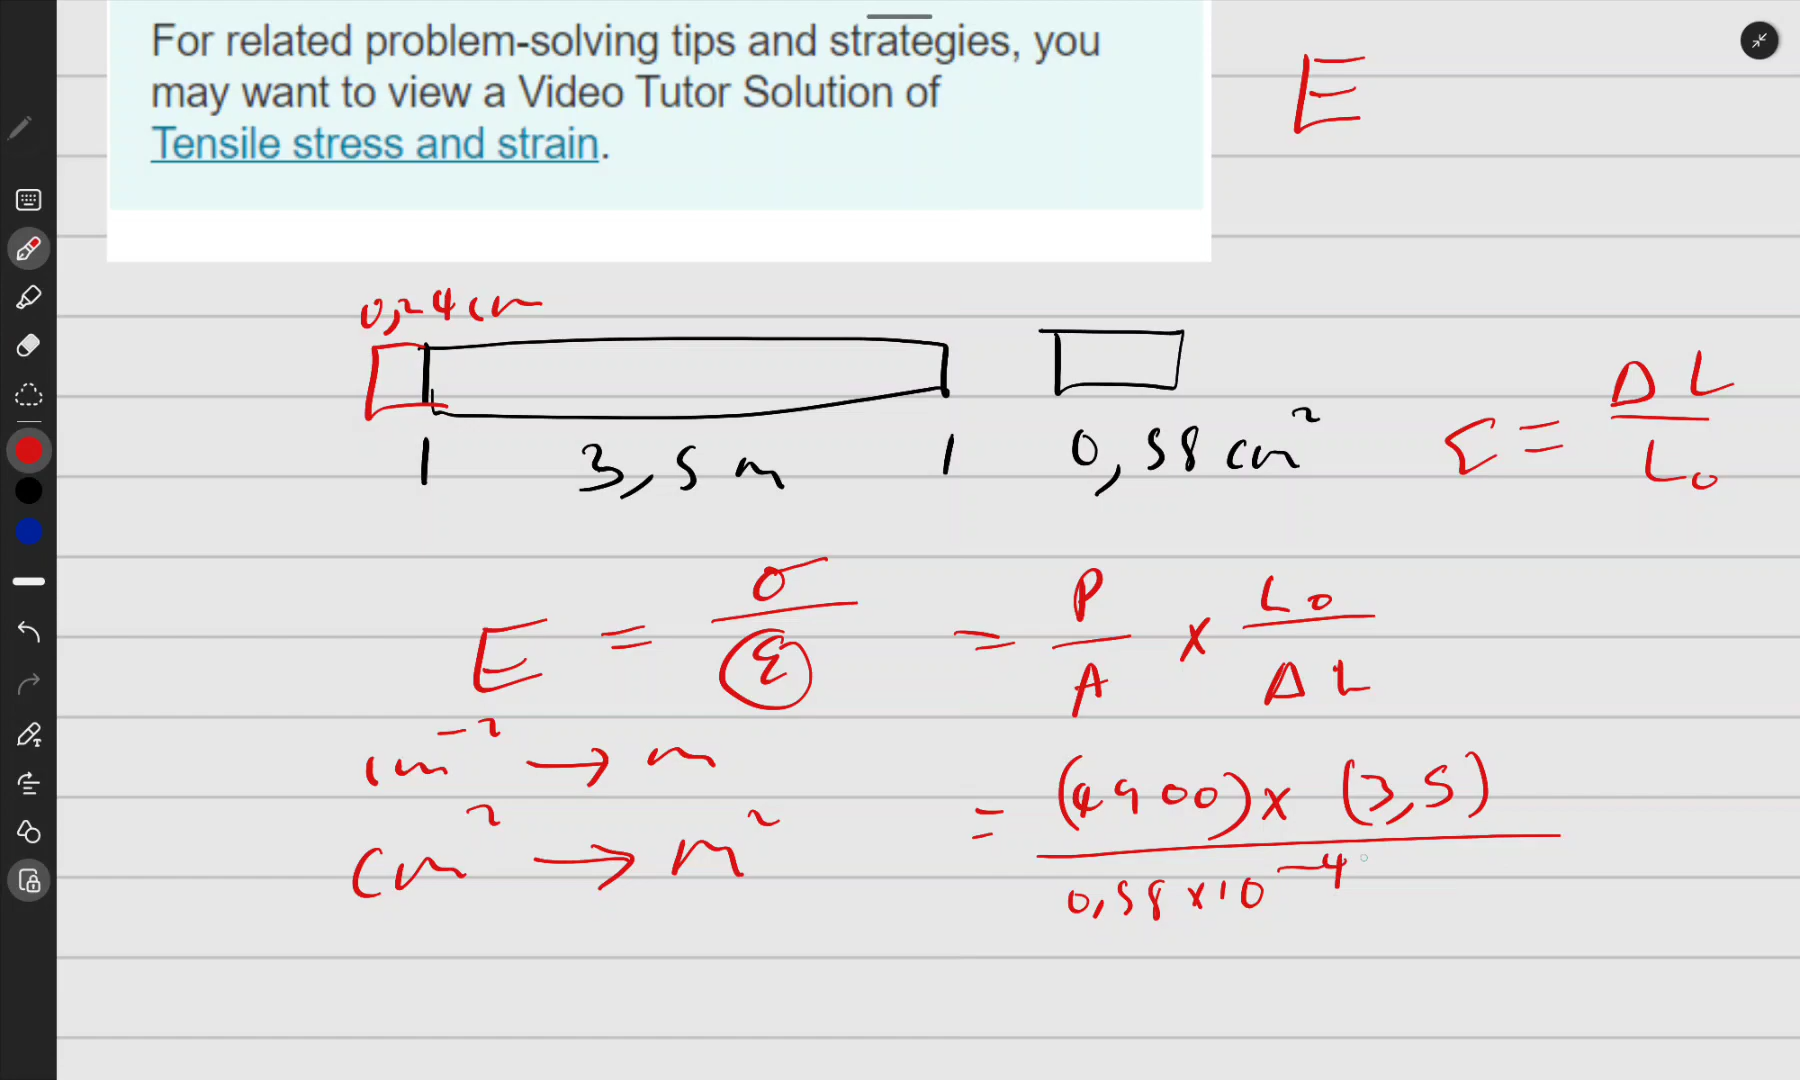 For related problem-solving tips and strategies, you
may want to view a Video Tutor Solution of
Tensile stress and strain.
E
0,24cm
3,5 m
0,58 cm²
Σ = ΔL / L₀
E = σ / ε = P / A × L₀ / ΔL
cm⁻² → m
cm² → m²
= (4900) × (3,5) / 0,58 × 10⁻⁴